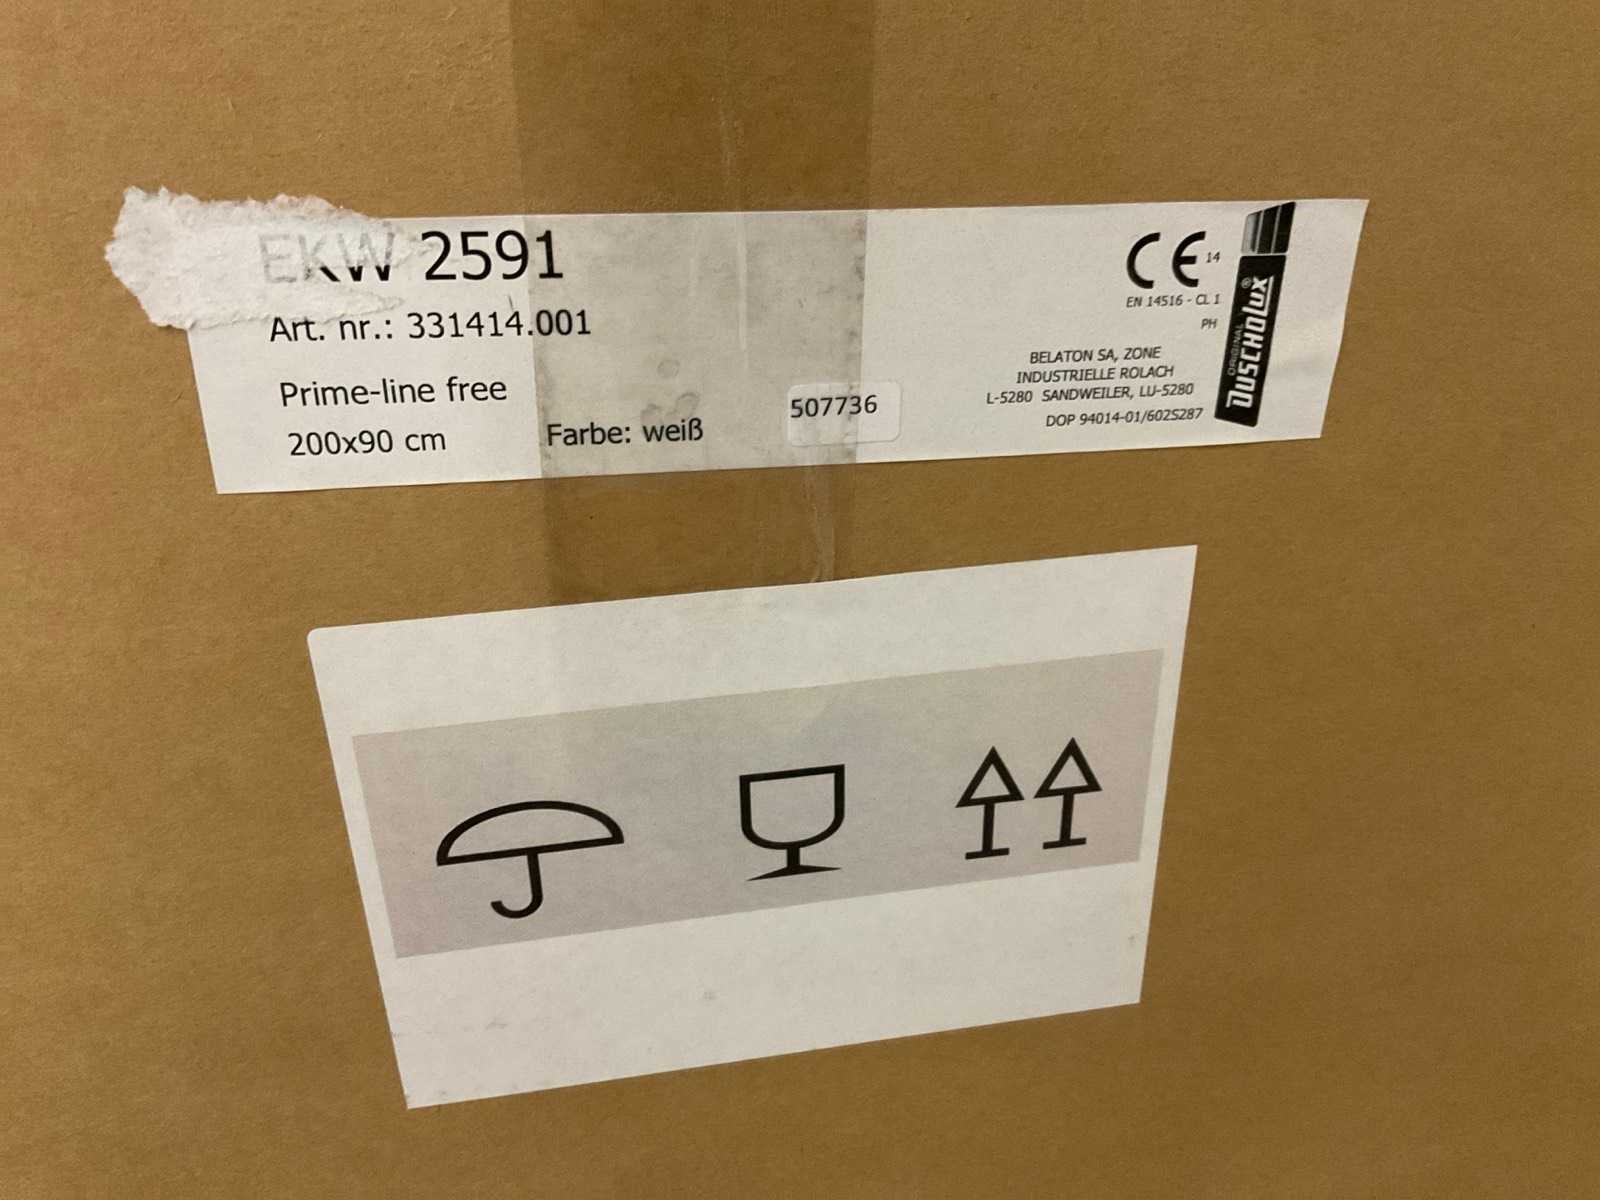 EKW 2591
Art. nr.: 331414.001
Prime-line free
200x90 cm
Farbe: weiß
507736
CE 14
EN 14516 - CL 1
PH
BELATON SA, ZONE
INDUSTRIELLE ROLACH
L-5280 SANDWEILER, LU-5280
DOP 94014-01/602S287
ORIGINAL
DUSCHOLUX®